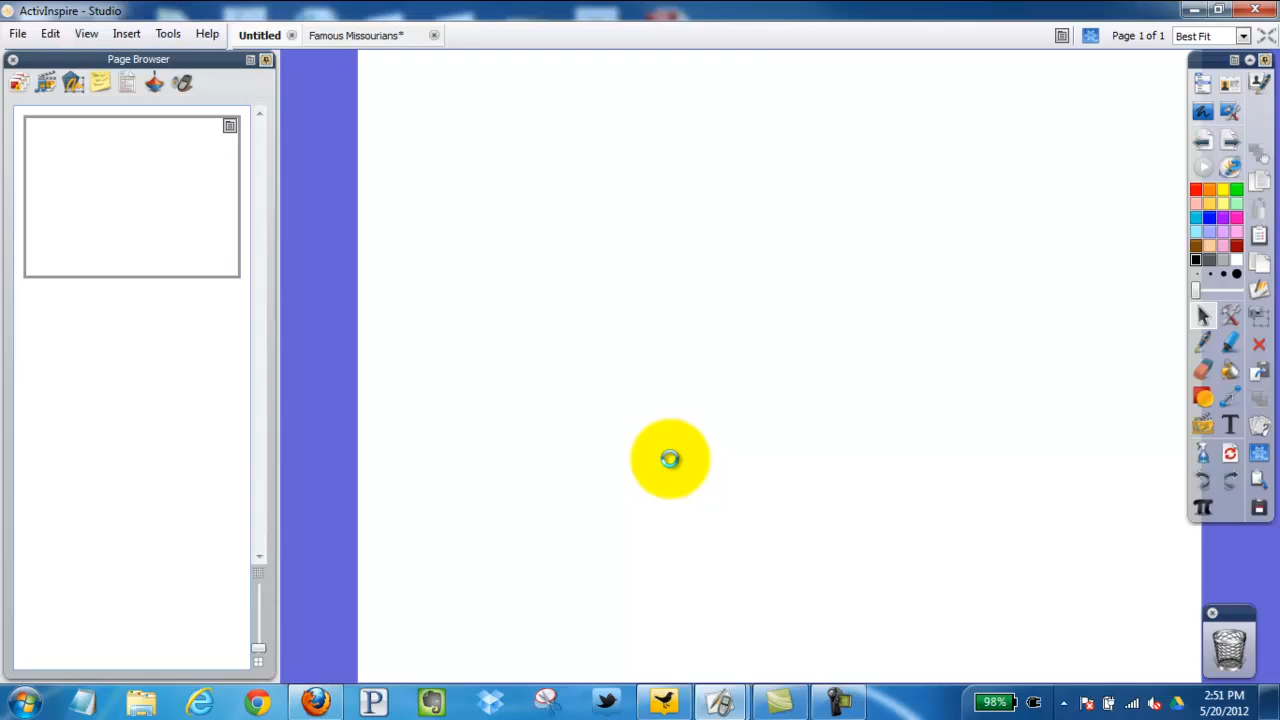 ActivInspire - Studio
File Edit View Insert Tools Help Untitled Famous Missourians* Page 1 of 1 Best Fit
Page Browser
T
P
98% 2:51 PM
5/20/2012